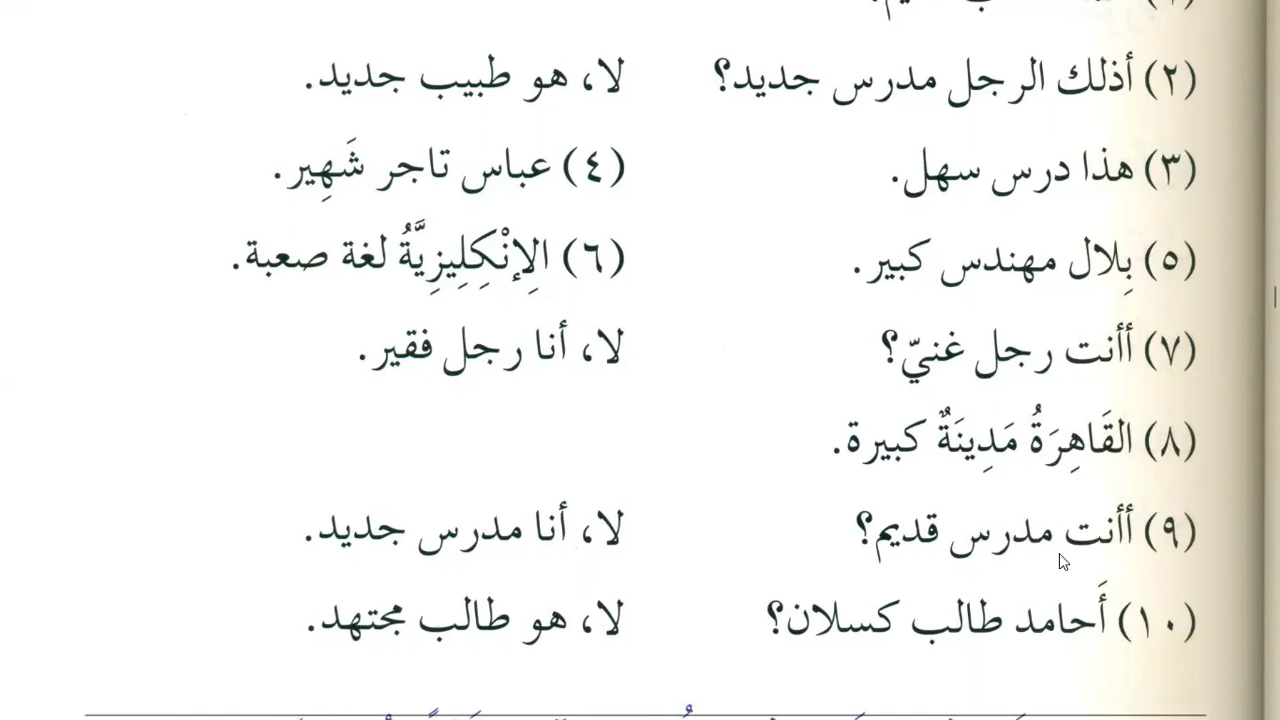 (٢) أذلك الرجل مدرس جديد؟ لا، هو طبيب جديد.
(٣) هذا درس سهل. (٤) عباس تاجر شَهِير.
(٥) بِلال مهندس كبير. (٦) الِإنْكِلِيزِيَّةُ لغة صعبة.
(٧) أأنت رجل غنيّ؟ لا، أنا رجل فقير.
(٨) القَاهِرَةُ مَدِينَةٌ كبيرة.
(٩) أأنت مدرس قديم؟ لا، أنا مدرس جديد.
(١٠) أَحامد طالب كسلان؟ لا، هو طالب مجتهد.